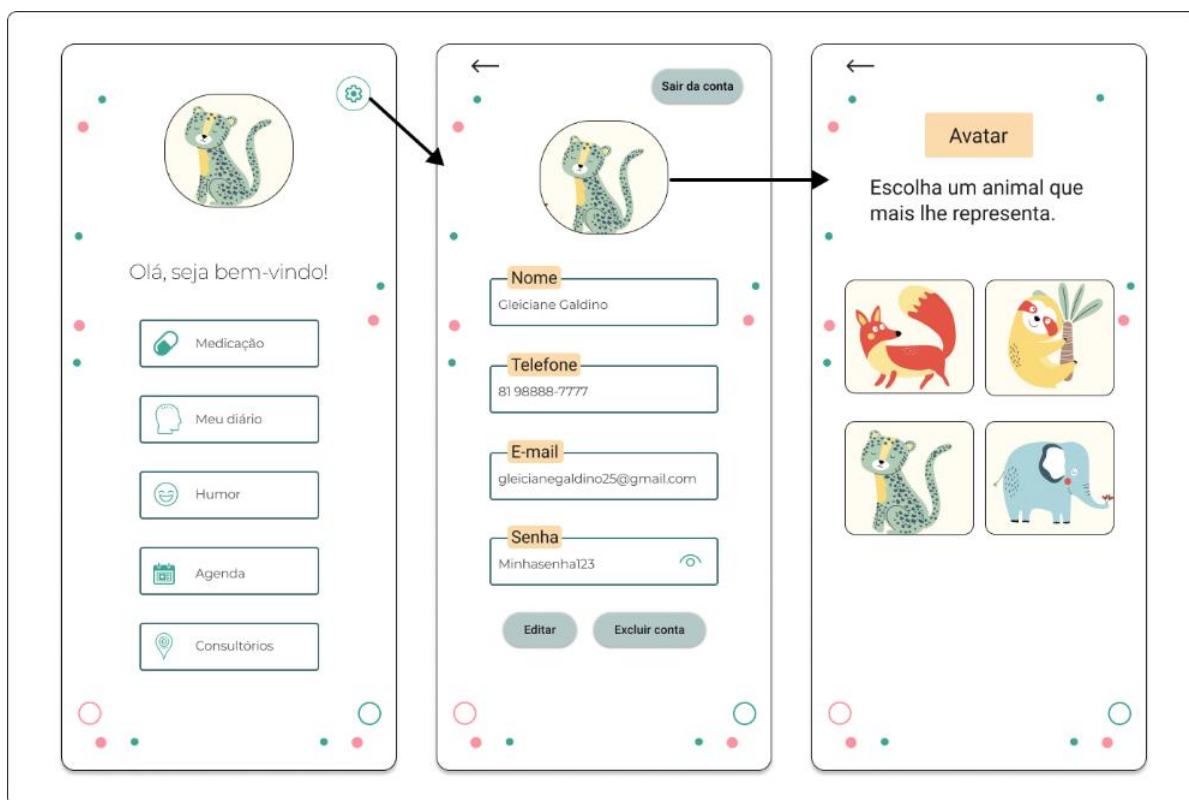 Olá, seja bem-vindo!
Medicação
Meu diário
Humor
Agenda
Consultórios
Sair da conta
Nome
Gleiciane Galdino
Telefone
81 98888-7777
E-mail
gleicianegaldino25@gmail.com
Senha
Minhasenha123
Editar
Excluir conta
Avatar
Escolha um animal que
mais lhe representa.